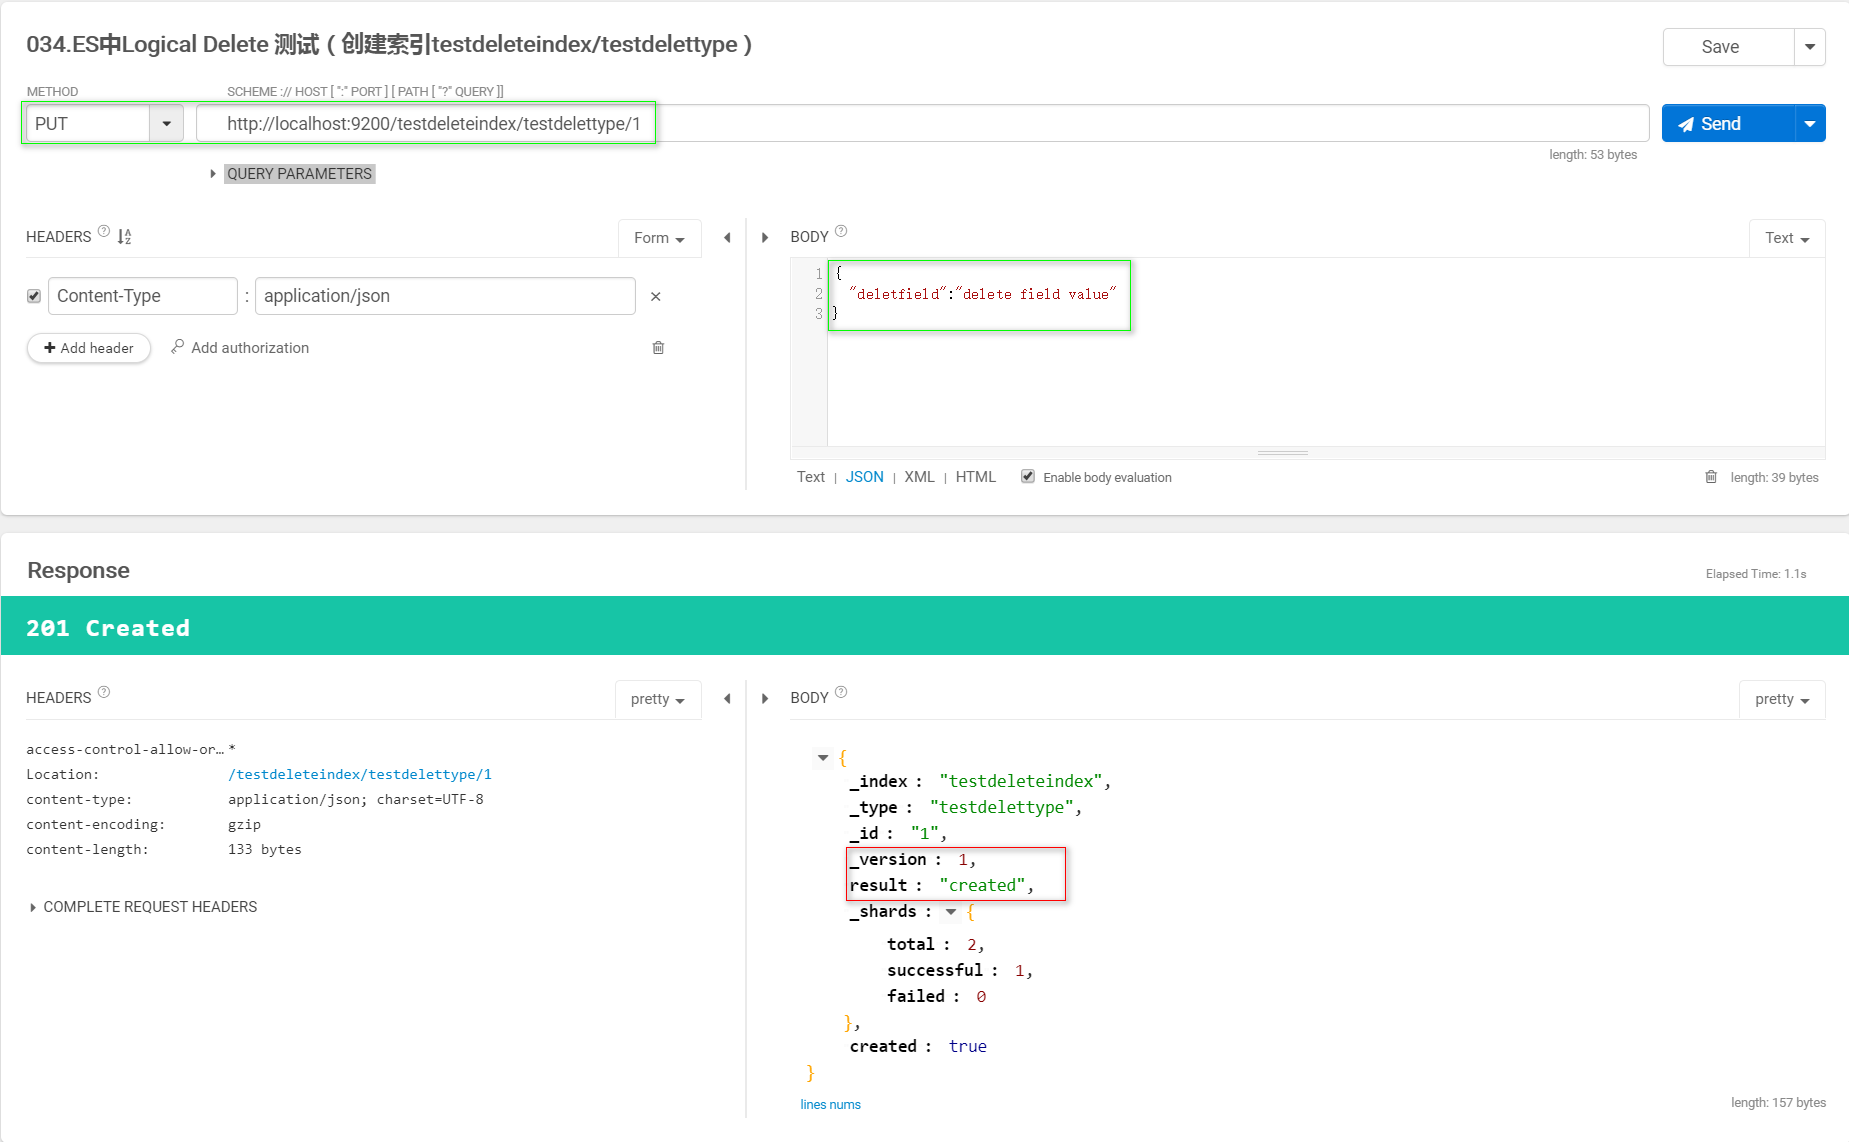 034.ES中Logical Delete 测试 ( 创建索引testdeleteindex/testdelettype )
Save
METHOD
SCHEME :// HOST [ ":" PORT ] [ PATH [ "?" QUERY ]]
PUT
http://localhost:9200/testdeleteindex/testdelettype/1
Send
length: 53 bytes
QUERY PARAMETERS
HEADERS
Form
Content-Type : application/json
Add header
Add authorization
BODY
Text
1 {
2 "deletfield":"delete field value"
3 }
Text | JSON | XML | HTML
Enable body evaluation
length: 39 bytes
Response
Elapsed Time: 1.1s
201 Created
HEADERS
pretty
access-control-allow-or… *
Location: /testdeleteindex/testdelettype/1
content-type: application/json; charset=UTF-8
content-encoding: gzip
content-length: 133 bytes
COMPLETE REQUEST HEADERS
BODY
pretty
{
_index : "testdeleteindex",
_type : "testdelettype",
_id : "1",
_version : 1,
result : "created",
_shards : {
total : 2,
successful : 1,
failed : 0
},
created : true
}
lines nums
length: 157 bytes